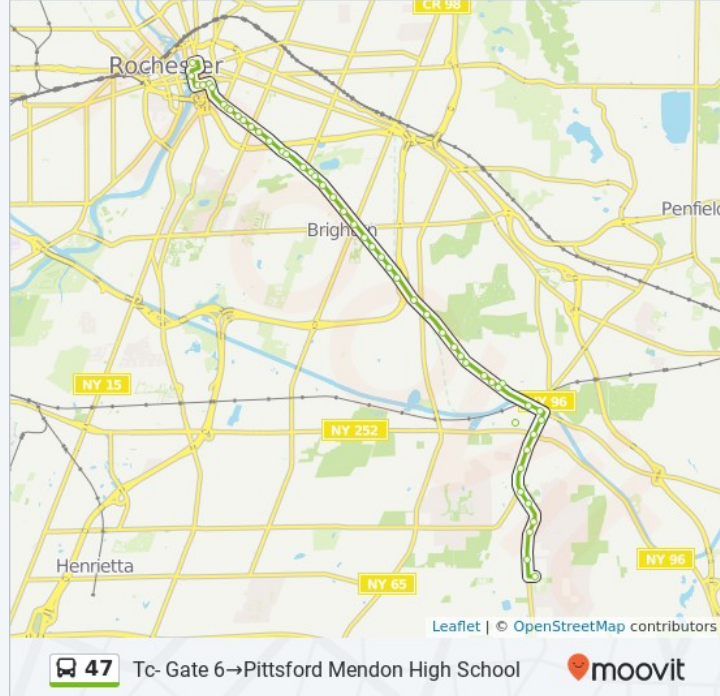 CR 98
Rochester
Penfield
Brighton
NY 15
NY 96
NY 252
Henrietta
NY 96
NY 65
Leaflet | © OpenStreetMap contributors
47 Tc- Gate 6→Pittsford Mendon High School moovit